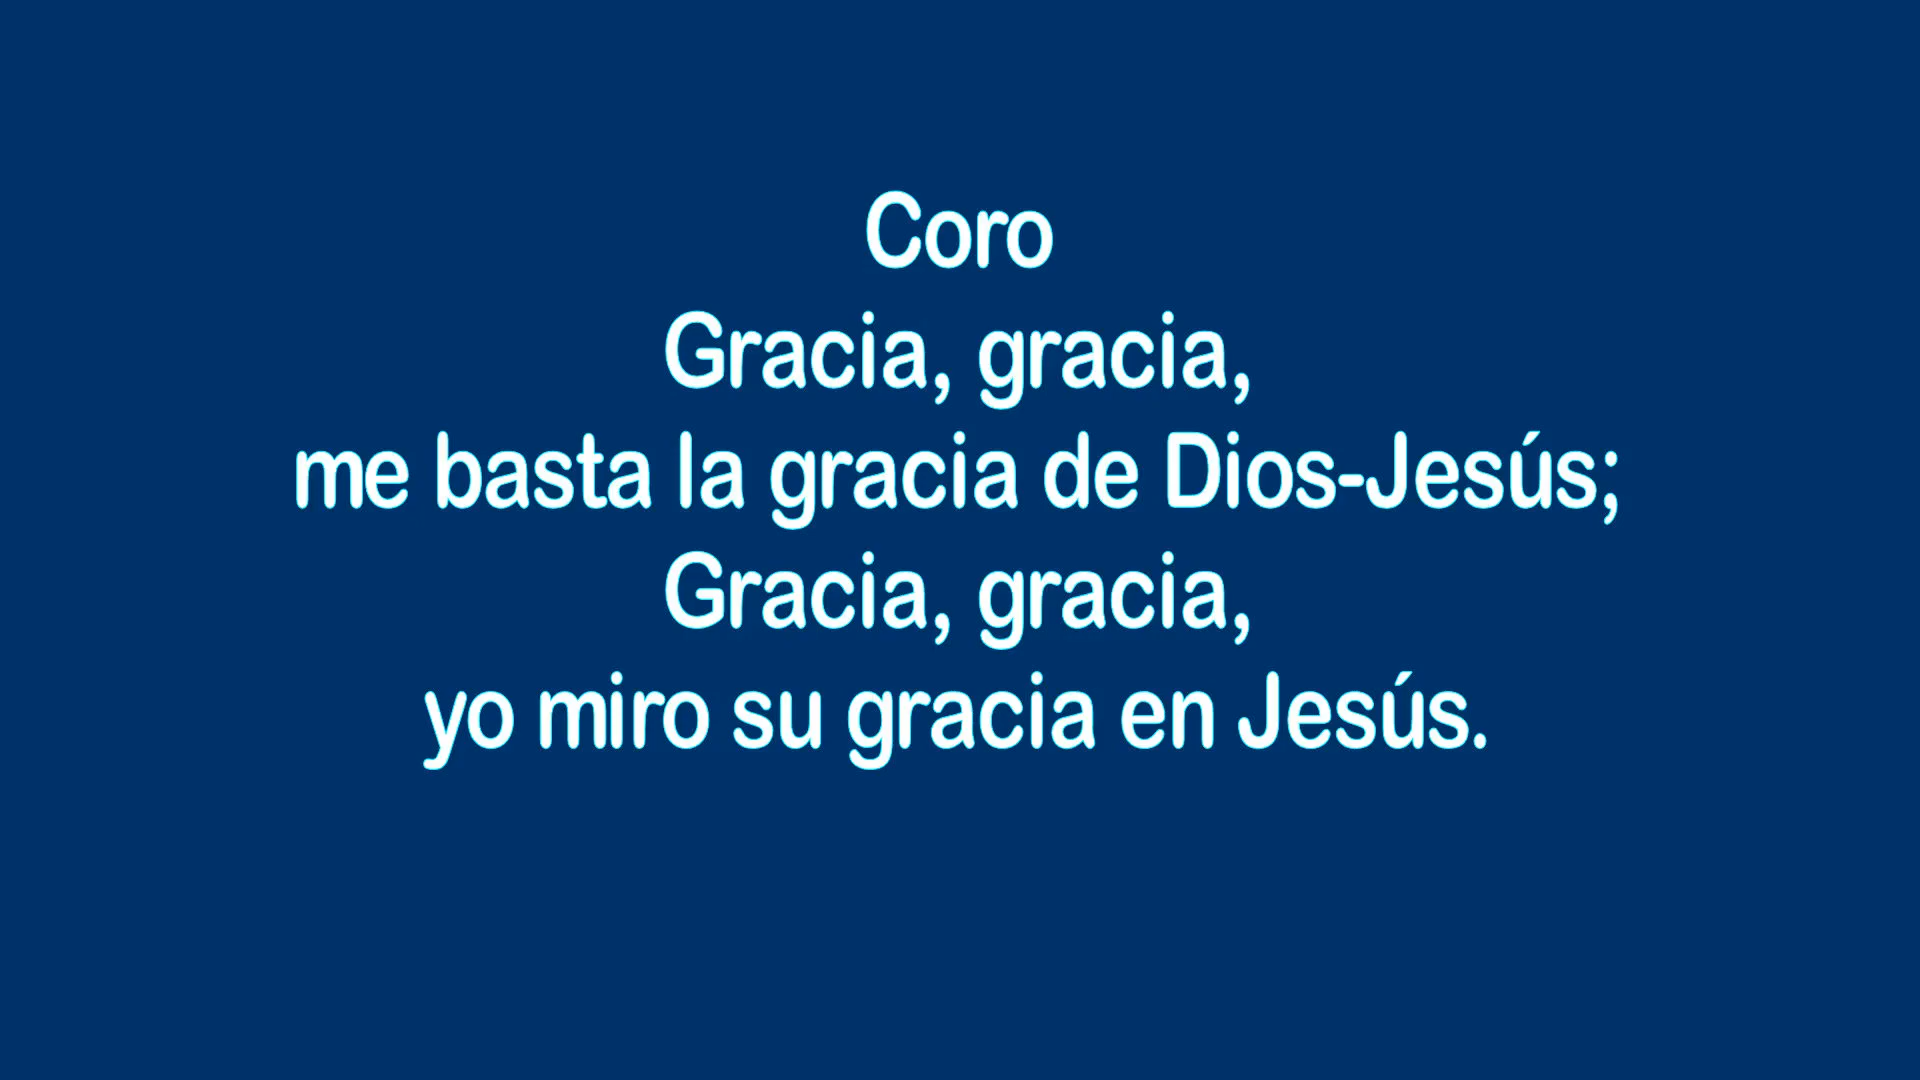 Coro
Gracia, gracia,
me basta la gracia de Dios-Jesús;
Gracia, gracia,
yo miro su gracia en Jesús.